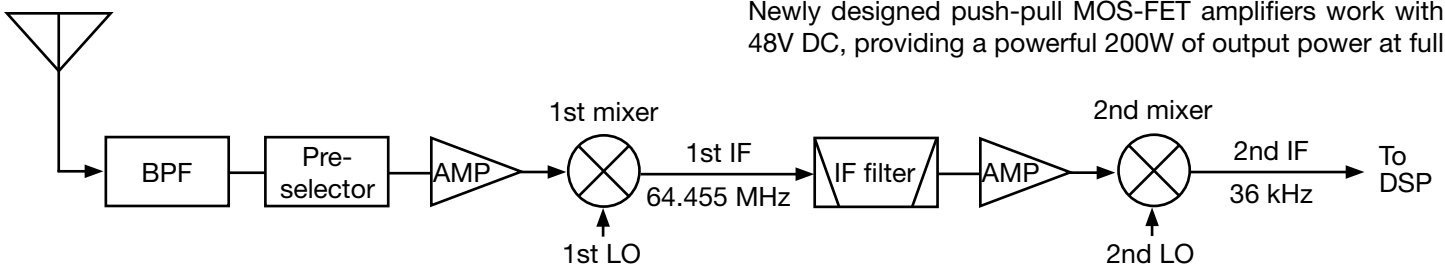 Newly designed push-pull MOS-FET amplifiers work with
48V DC, providing a powerful 200W of output power at full
BPF
Pre-
selector
AMP
1st mixer
1st LO
1st IF
64.455 MHz
IF filter
AMP
2nd mixer
2nd LO
2nd IF
36 kHz
To
DSP